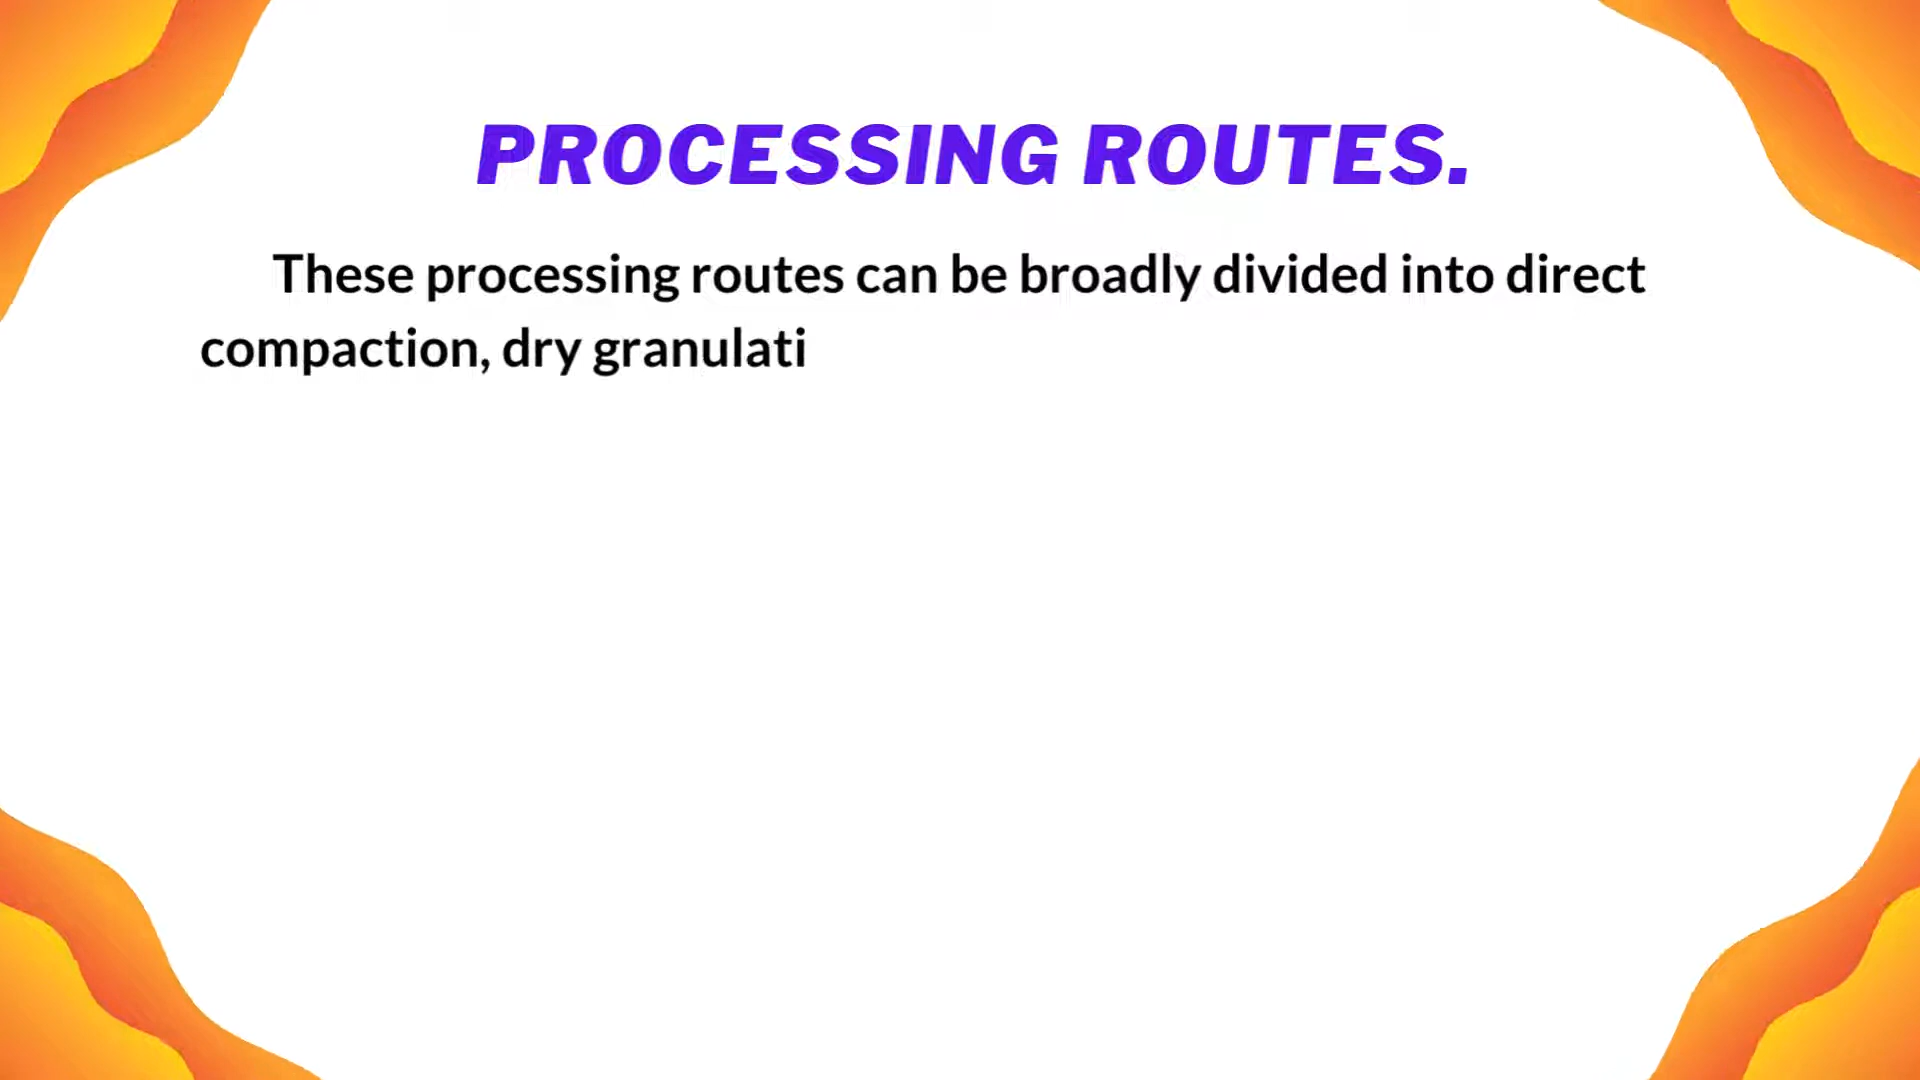 PROCESSING ROUTES.
These processing routes can be broadly divided into direct
compaction, dry granulati